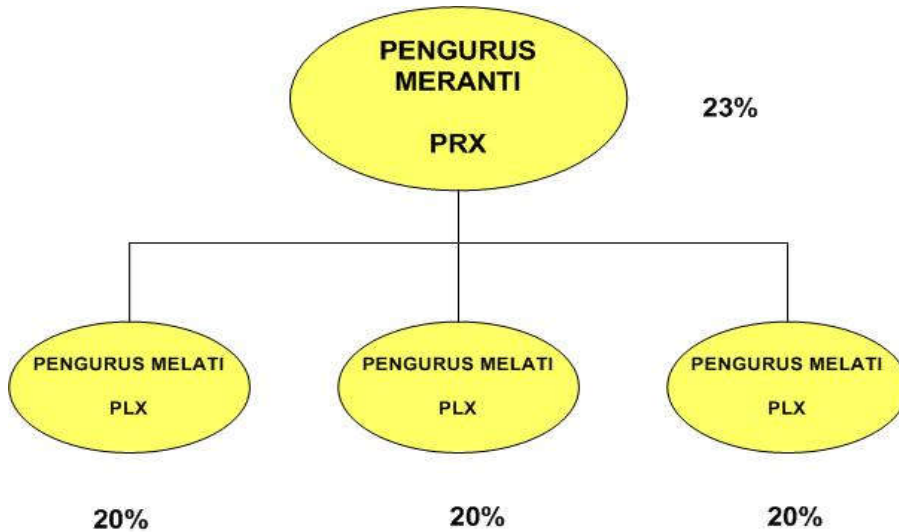 PENGURUS
MERANTI
PRX
23%
PENGURUS MELATI
PLX
PENGURUS MELATI
PLX
PENGURUS MELATI
PLX
20%
20%
20%